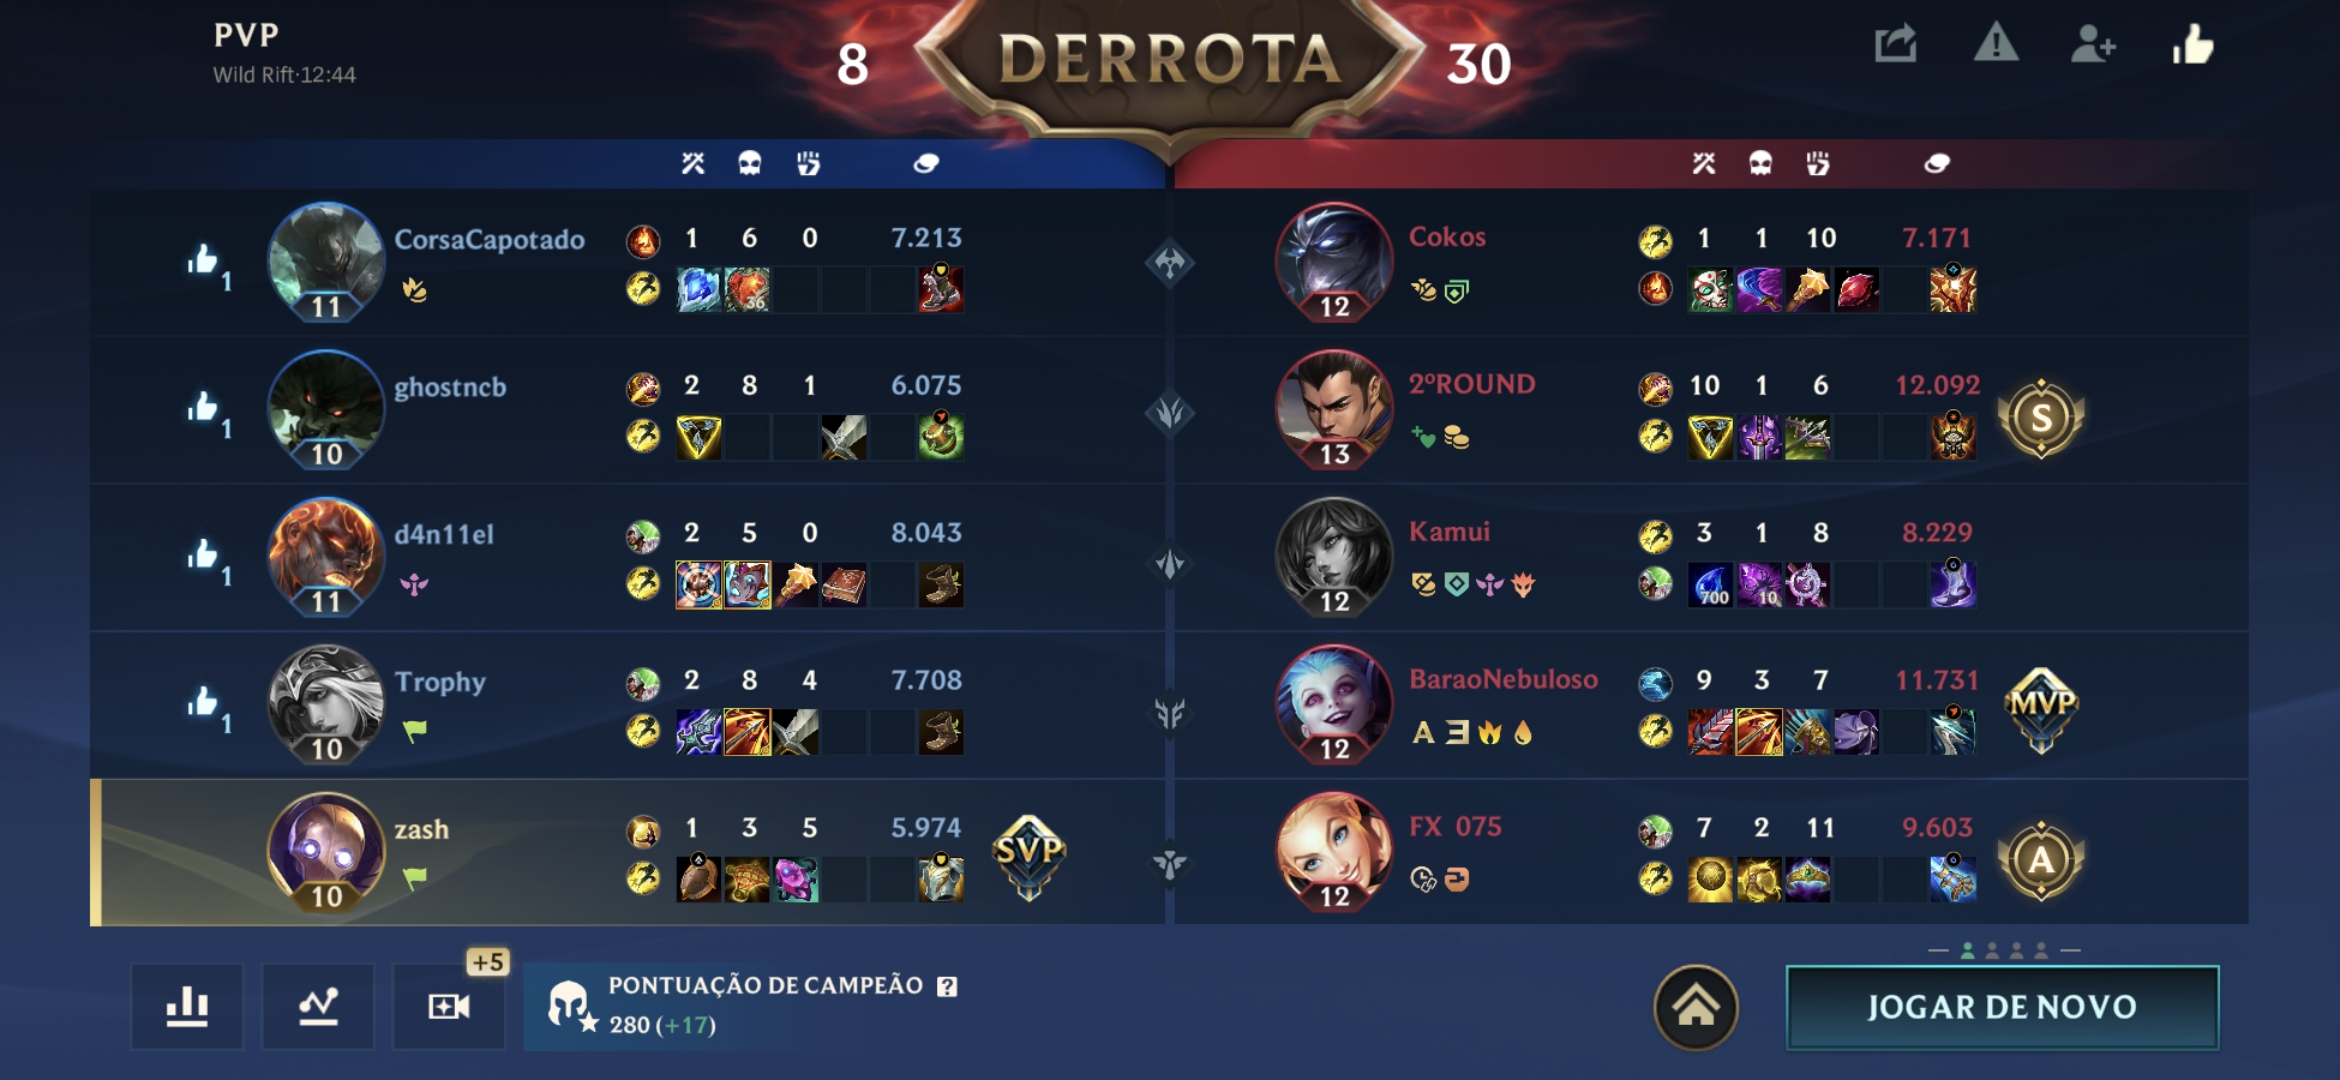 PVP
Wild Rift·12:44
8
DERROTA
30
1
11
CorsaCapotado
1 6 0 7.213
36
12
Cokos
1 1 10 7.171
1
10
ghostncb
2 8 1 6.075
13
2ºROUND
10 1 6 12.092
S
1
11
d4n11el
2 5 0 8.043
12
Kamui
3 1 8 8.229
700
10
1
10
Trophy
2 8 4 7.708
12
BaraoNebuloso
9 3 7 11.731
MVP
10
zash
1 3 5 5.974
SVP
12
FX 075
7 2 11 9.603
A
+5
PONTUAÇÃO DE CAMPEÃO ?
280 (+17)
JOGAR DE NOVO